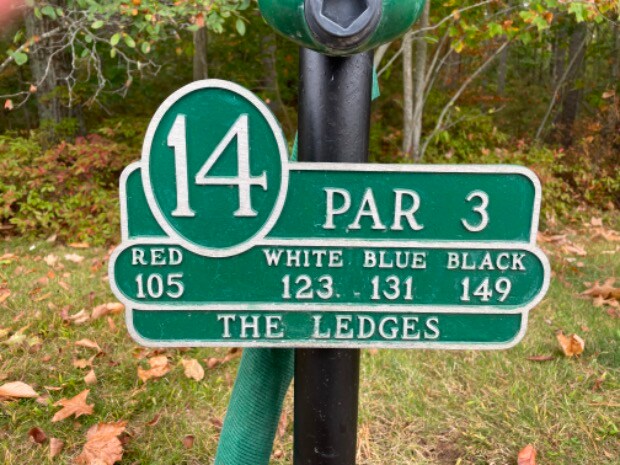 14
PAR 3
RED WHITE BLUE BLACK
105 123 131 149
THE LEDGES